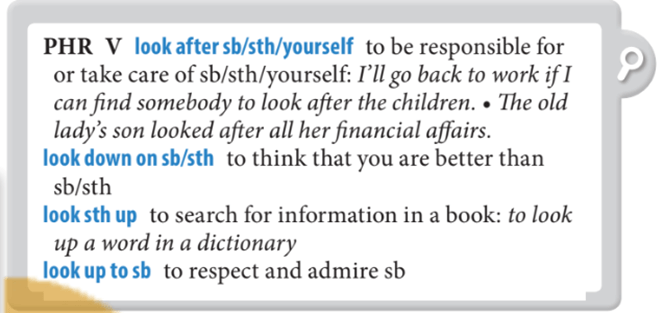 PHR V look after sb/sth/yourself to be responsible for
or take care of sb/sth/yourself: I’ll go back to work if I
can find somebody to look after the children. • The old
lady’s son looked after all her financial affairs.
look down on sb/sth to think that you are better than
sb/sth
look sth up to search for information in a book: to look
up a word in a dictionary
look up to sb to respect and admire sb